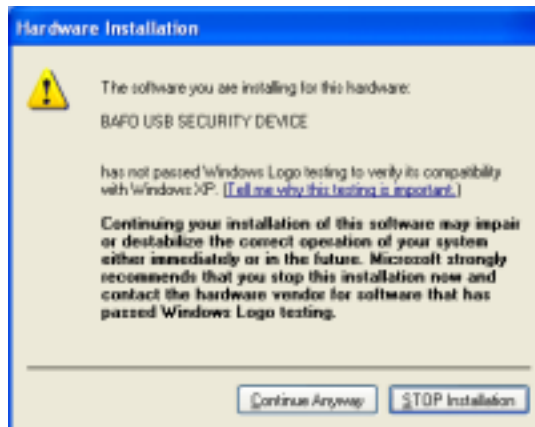 Hardware Installation
The software you are installing for this hardware:
BAFO USB SECURITY DEVICE
has not passed Windows Logo testing to verify its compatibility
with Windows XP. (Tell me why this testing is important.)
Continuing your installation of this software may impair
or destabilize the correct operation of your system
either immediately or in the future. Microsoft strongly
recommends that you stop this installation now and
contact the hardware vendor for software that has
passed Windows Logo testing.
Continue Anyway
STOP Installation